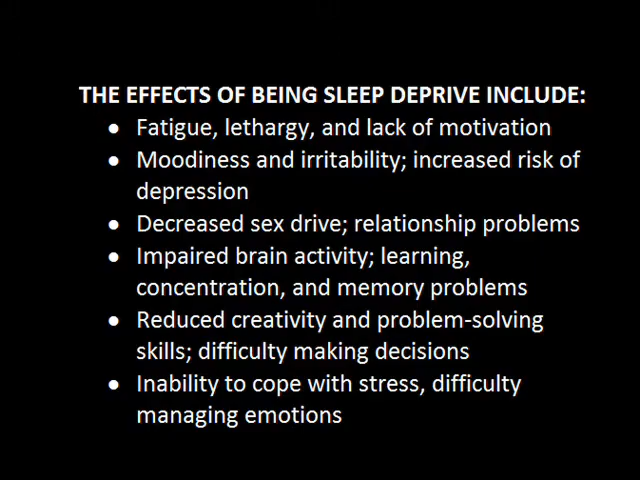 THE EFFECTS OF BEING SLEEP DEPRIVE INCLUDE:
● Fatigue, lethargy, and lack of motivation
● Moodiness and irritability; increased risk of
depression
● Decreased sex drive; relationship problems
● Impaired brain activity; learning,
concentration, and memory problems
● Reduced creativity and problem-solving
skills; difficulty making decisions
● Inability to cope with stress, difficulty
managing emotions